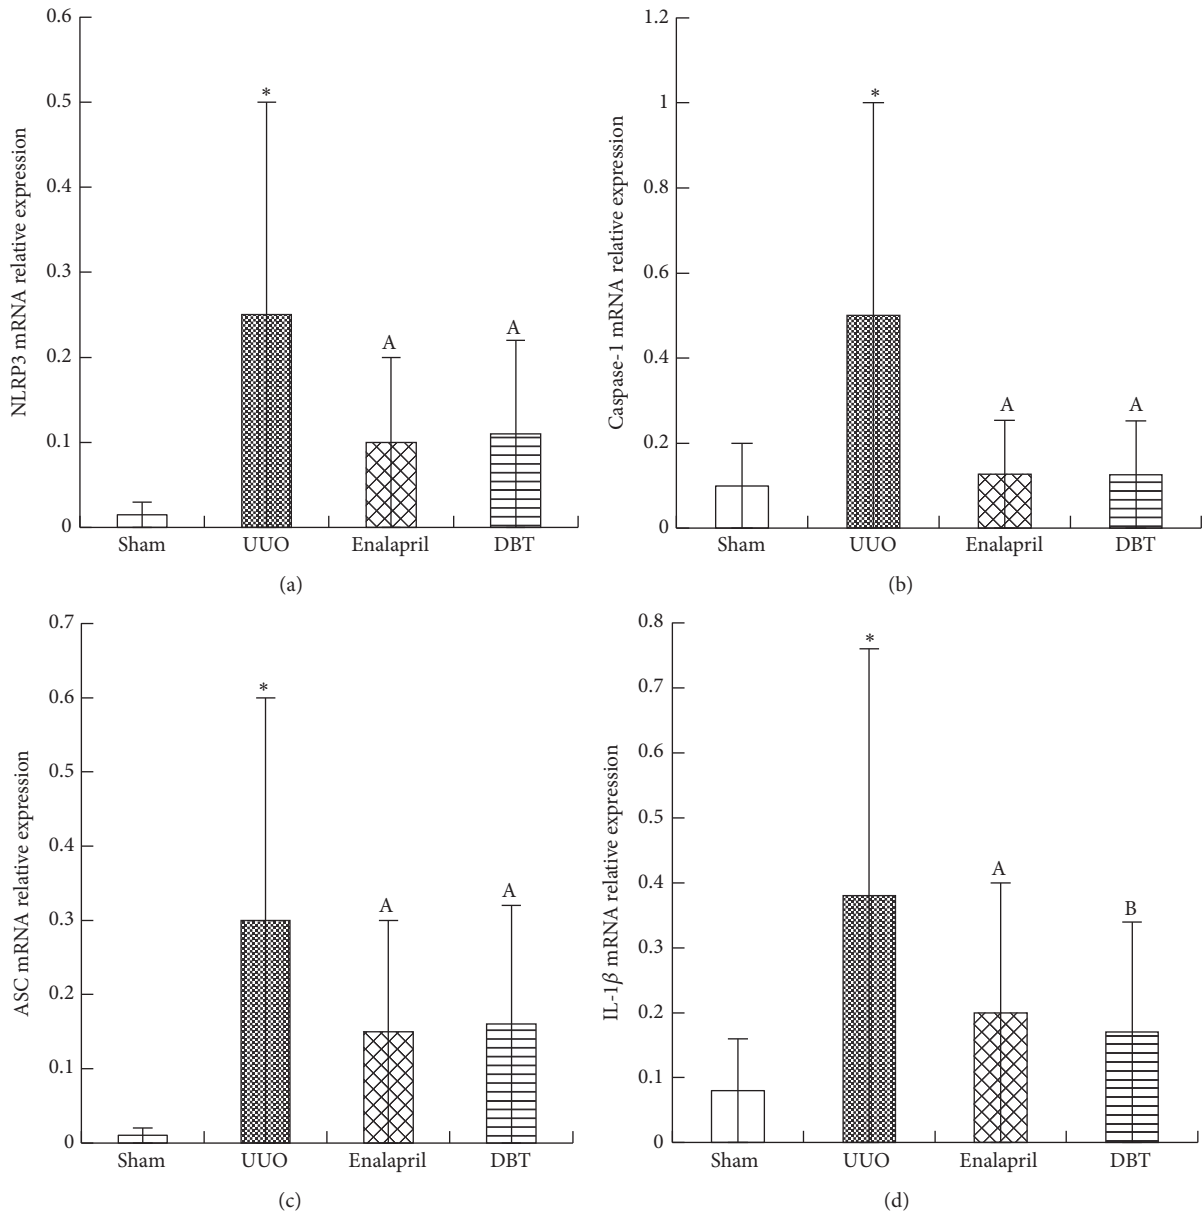 NLRP3 mRNA relative expression
0.6
0.5
0.4
0.3
0.2
0.1
0
*
A
A
Sham UUO Enalapril DBT
(a)
Caspase-1 mRNA relative expression
1.2
1
0.8
0.6
0.4
0.2
0
*
A
A
Sham UUO Enalapril DBT
(b)
ASC mRNA relative expression
0.7
0.6
0.5
0.4
0.3
0.2
0.1
0
*
A
A
Sham UUO Enalapril DBT
(c)
IL-1β mRNA relative expression
0.8
0.7
0.6
0.5
0.4
0.3
0.2
0.1
0
*
A
B
Sham UUO Enalapril DBT
(d)